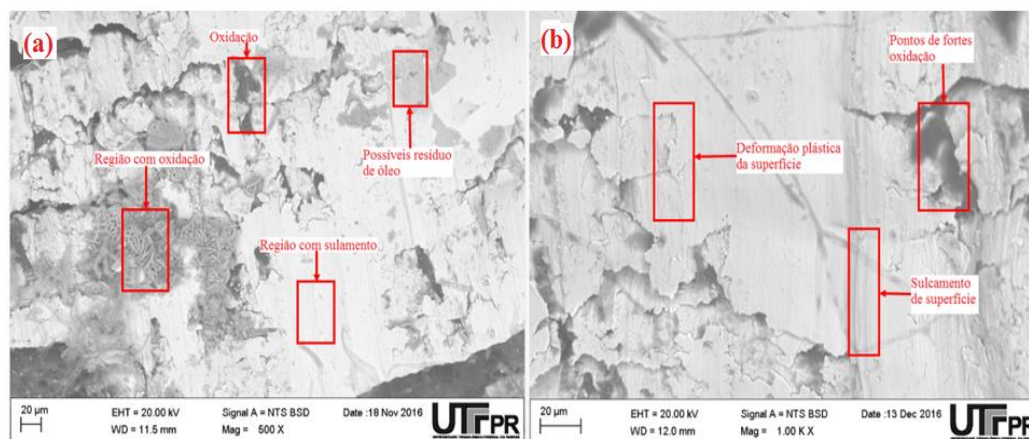 (a)
Oxidação
Possíveis resíduo
de óleo
Região com oxidação
Região com sulamento
20 µm
EHT = 20.00 kV
WD = 11.5 mm
Signal A = NTS BSD
Mag = 500 X
Date :18 Nov 2016
UTFPR
(b)
Pontos de fortes
oxidação
Deformação plástica
da superfície
Sulcamento
de superfície
20 µm
EHT = 20.00 kV
WD = 12.0 mm
Signal A = NTS BSD
Mag = 1.00 K X
Date :13 Dec 2016
UTFPR